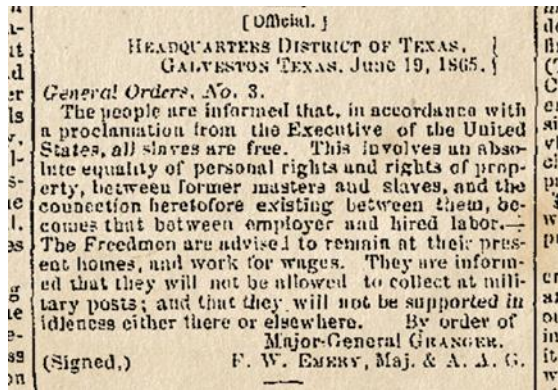 [Official.]
HEADQUARTERS DISTRICT OF TEXAS,
GALVESTON TEXAS, June 19, 1865.
General Orders, No. 3.
The people are informed that, in accordance with
a proclamation from the Executive of the United
States, all slaves are free. This involves an abso-
lute equality of personal rights and rights of prop-
erty, between former masters and slaves, and the
connection heretofore existing between them, be-
comes that between employer and hired labor.—
The Freedmen are advised to remain at their pres-
ent homes, and work for wages. They are inform-
ed that they will not be allowed to collect at mili-
tary posts; and that they will not be supported in
idleness either there or elsewhere. By order of
Major-General GRANGER.
(Signed,) F. W. EMERY, Maj. & A. A. G.